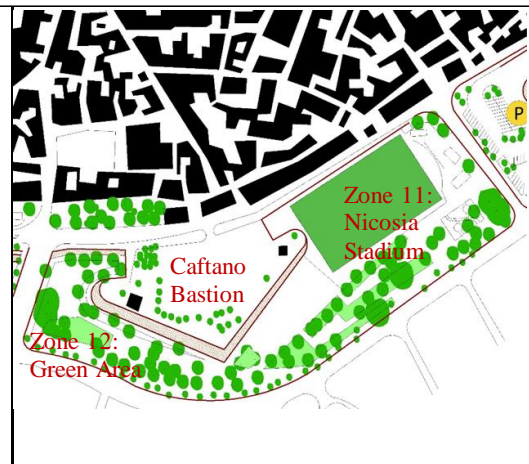 P
Zone 11:
Nicosia
Stadium
Caftano
Bastion
Zone 12:
Green Area